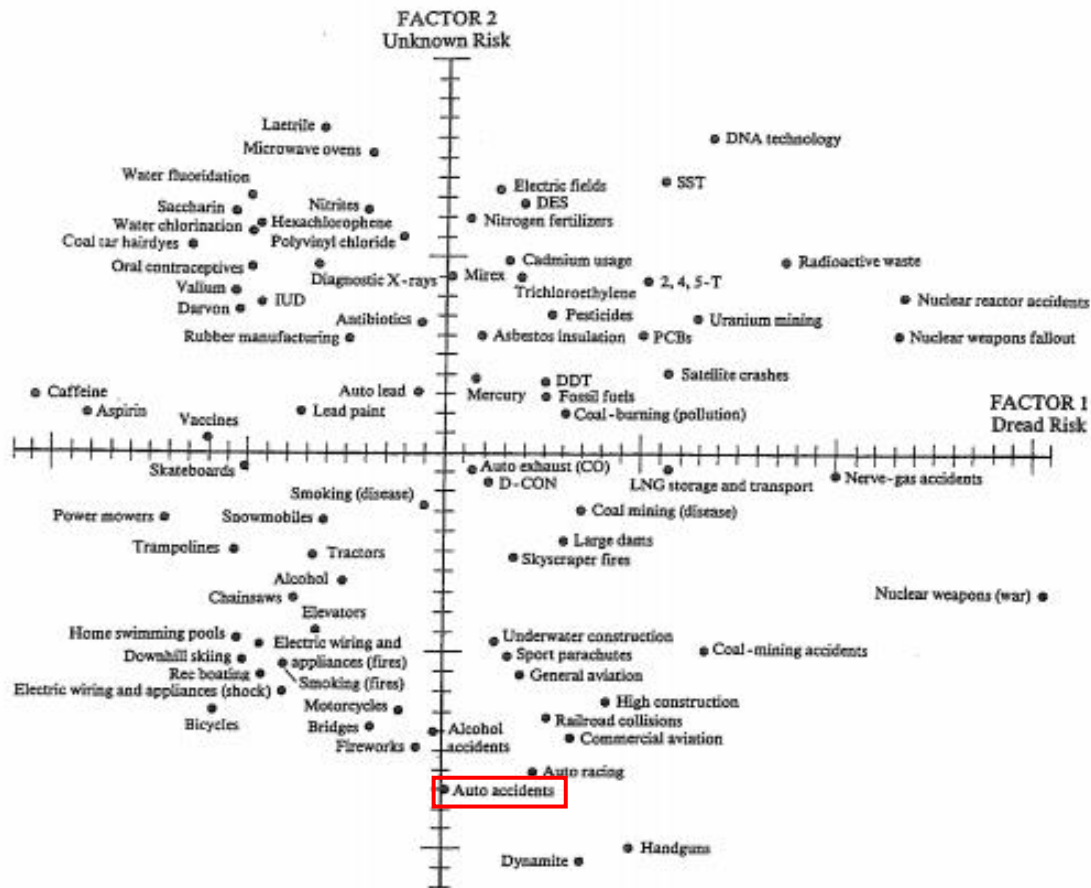 FACTOR 2
Unknown Risk
Laetrile
Microwave ovens
DNA technology
Water fluoridation
Electric fields
SST
Saccharin
Nitrites
DES
Water chlorination
Hexachlorophene
Nitrogen fertilizers
Coal tar hairdyes
Polyvinyl chloride
Oral contraceptives
Diagnostic X-rays
Mirex
Cadmium usage
Radioactive waste
Valium
Trichloroethylene
2, 4, 5-T
Darvon
IUD
Nuclear reactor accidents
Antibiotics
Pesticides
Uranium mining
Rubber manufacturing
Asbestos insulation
PCBs
Nuclear weapons fallout
Caffeine
Auto lead
Mercury
DDT
Satellite crashes
Fossil fuels
Aspirin
Lead paint
Coal-burning (pollution)
FACTOR 1
Dread Risk
Vaccines
Skateboards
Auto exhaust (CO)
LNG storage and transport
Nerve-gas accidents
D-CON
Smoking (disease)
Power mowers
Snowmobiles
Coal mining (disease)
Trampolines
Tractors
Large dams
Skyscraper fires
Alcohol
Chainsaws
Nuclear weapons (war)
Elevators
Home swimming pools
Electric wiring and
appliances (fires)
Underwater construction
Coal-mining accidents
Downhill skiing
Sport parachutes
Rec boating
Smoking (fires)
General aviation
Electric wiring and appliances (shock)
Motorcycles
High construction
Bicycles
Bridges
Alcohol
accidents
Railroad collisions
Fireworks
Commercial aviation
Auto racing
Auto accidents
Dynamite
Handguns